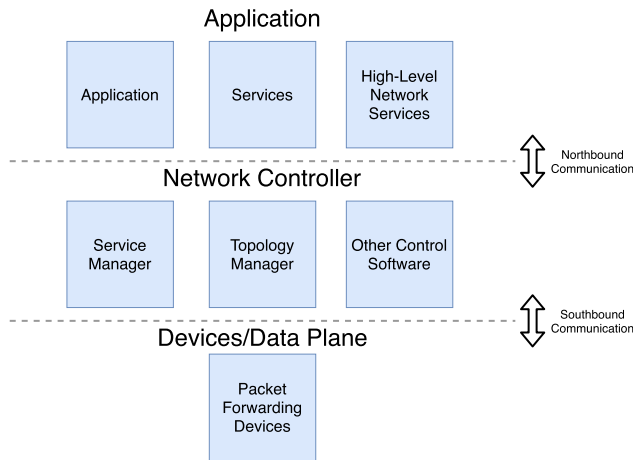 Application
Application
Services
High-Level
Network
Services
Northbound
Communication
Network Controller
Service
Manager
Topology
Manager
Other Control
Software
Southbound
Communication
Devices/Data Plane
Packet
Forwarding
Devices